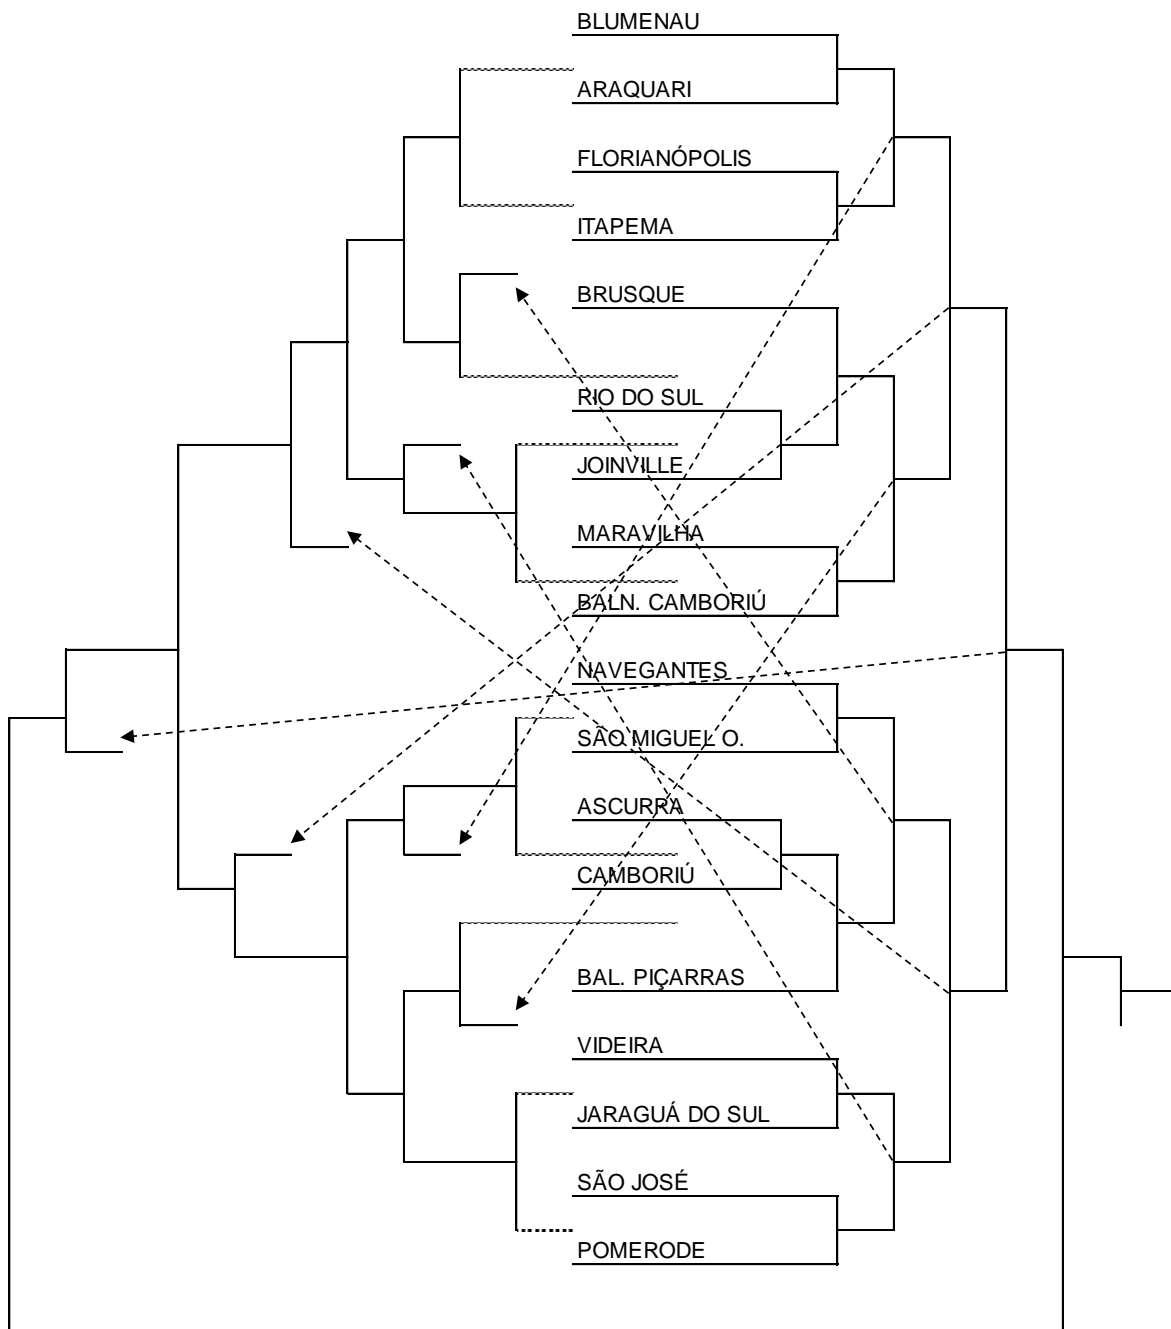 BLUMENAU
ARAQUARI
FLORIANÓPOLIS
ITAPEMA
BRUSQUE
RIO DO SUL
JOINVILLE
MARAVILHA
BALN. CAMBORIÚ
NAVEGANTES
SÃO MIGUEL O.
ASCURRA
CAMBORIÚ
BAL. PIÇARRAS
VIDEIRA
JARAGUÁ DO SUL
SÃO JOSÉ
POMERODE